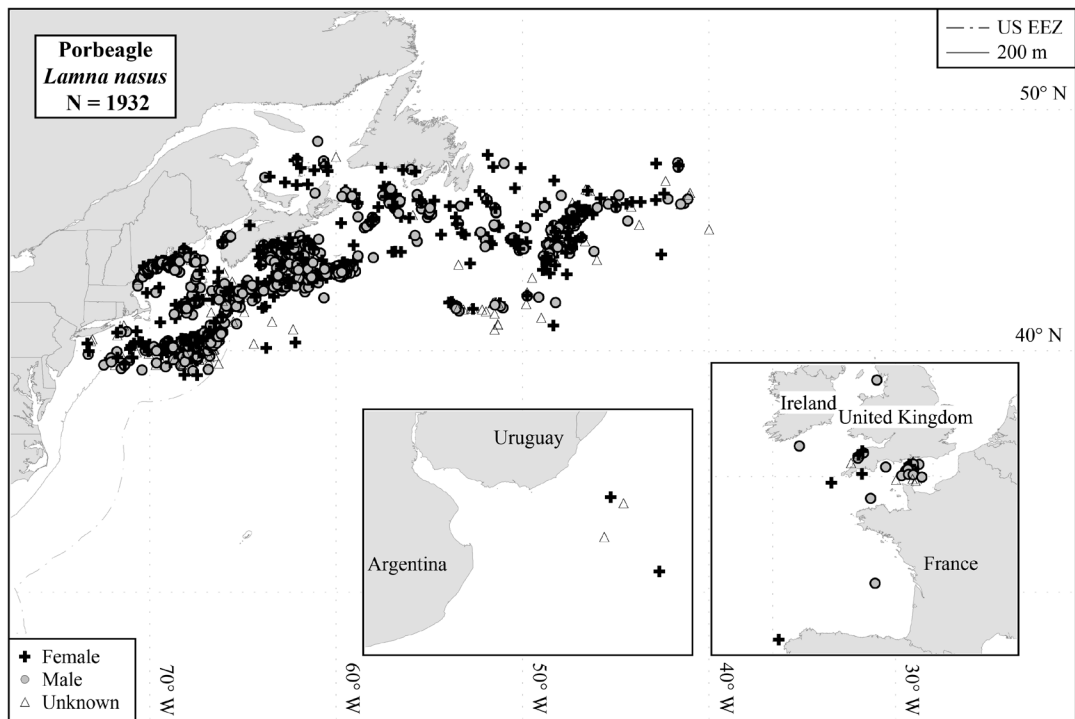 Porbeagle
Lamna nasus
N = 1932
US EEZ
200 m
50° N
40° N
Uruguay
Argentina
Ireland
United Kingdom
France
Female
Male
Unknown
70° W
60° W
50° W
40° W
30° W